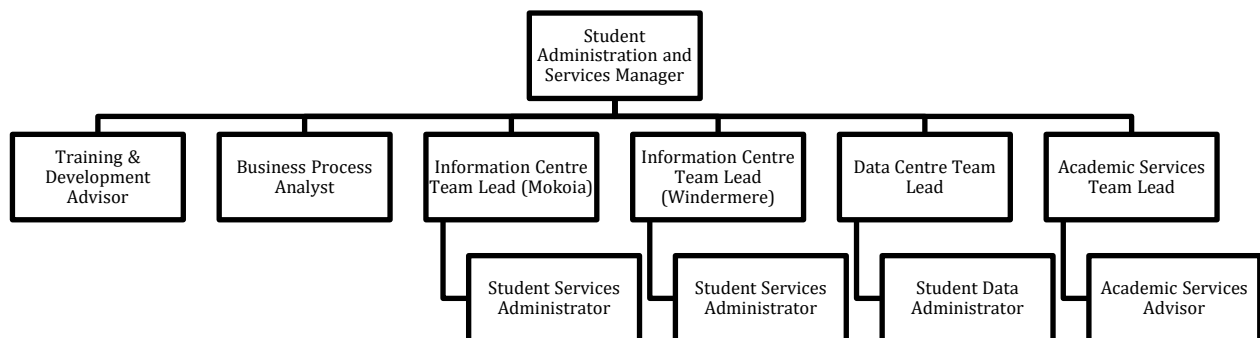 Student
Administration and
Services Manager
Training &
Development
Advisor
Business Process
Analyst
Information Centre
Team Lead (Mokoia)
Information Centre
Team Lead
(Windermere)
Data Centre Team
Lead
Academic Services
Team Lead
Student Services
Administrator
Student Services
Administrator
Student Data
Administrator
Academic Services
Advisor